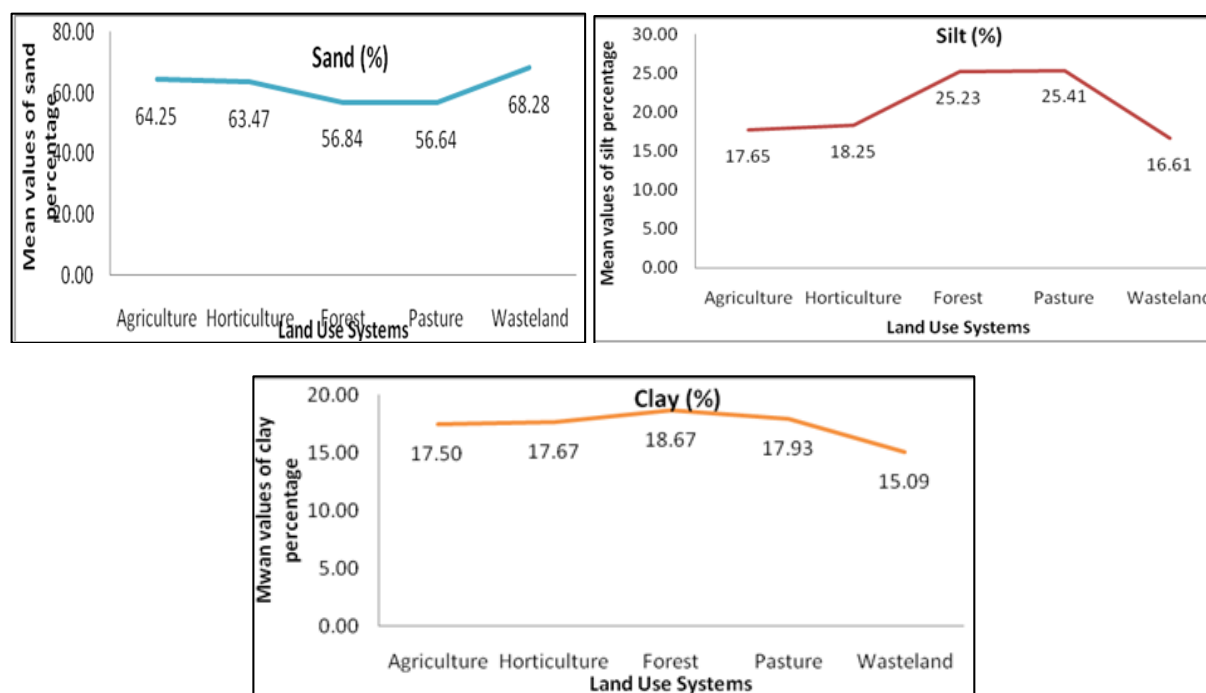 Sand (%)
Mean values of sand
percentage
80.00
60.00
40.00
20.00
0.00
64.25 63.47 56.84 56.64 68.28
Agriculture Horticulture Forest Pasture Wasteland
Land Use Systems
Silt (%)
Mean values of silt percentage
30.00
25.00
20.00
15.00
10.00
5.00
0.00
17.65 18.25 25.23 25.41 16.61
Agriculture Horticulture Forest Pasture Wasteland
Land Use Systems
Clay (%)
Mwan values of clay
percentage
20.00
15.00
10.00
5.00
0.00
17.50 17.67 18.67 17.93 15.09
Agriculture Horticulture Forest Pasture Wasteland
Land Use Systems